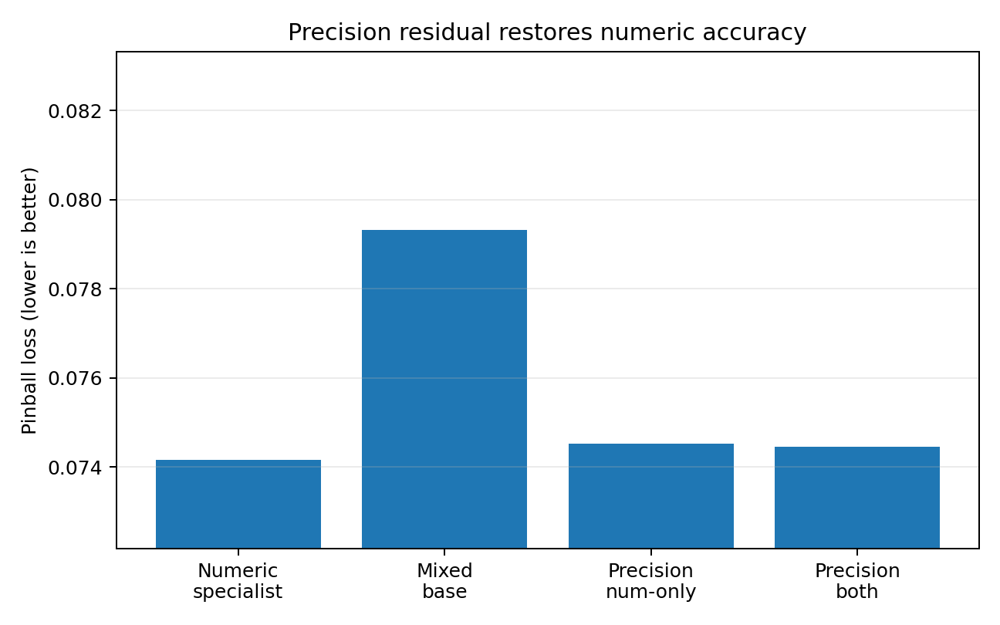 Precision residual restores numeric accuracy
Pinball loss (lower is better)
0.082
0.080
0.078
0.076
0.074
Numeric
specialist
Mixed
base
Precision
num-only
Precision
both